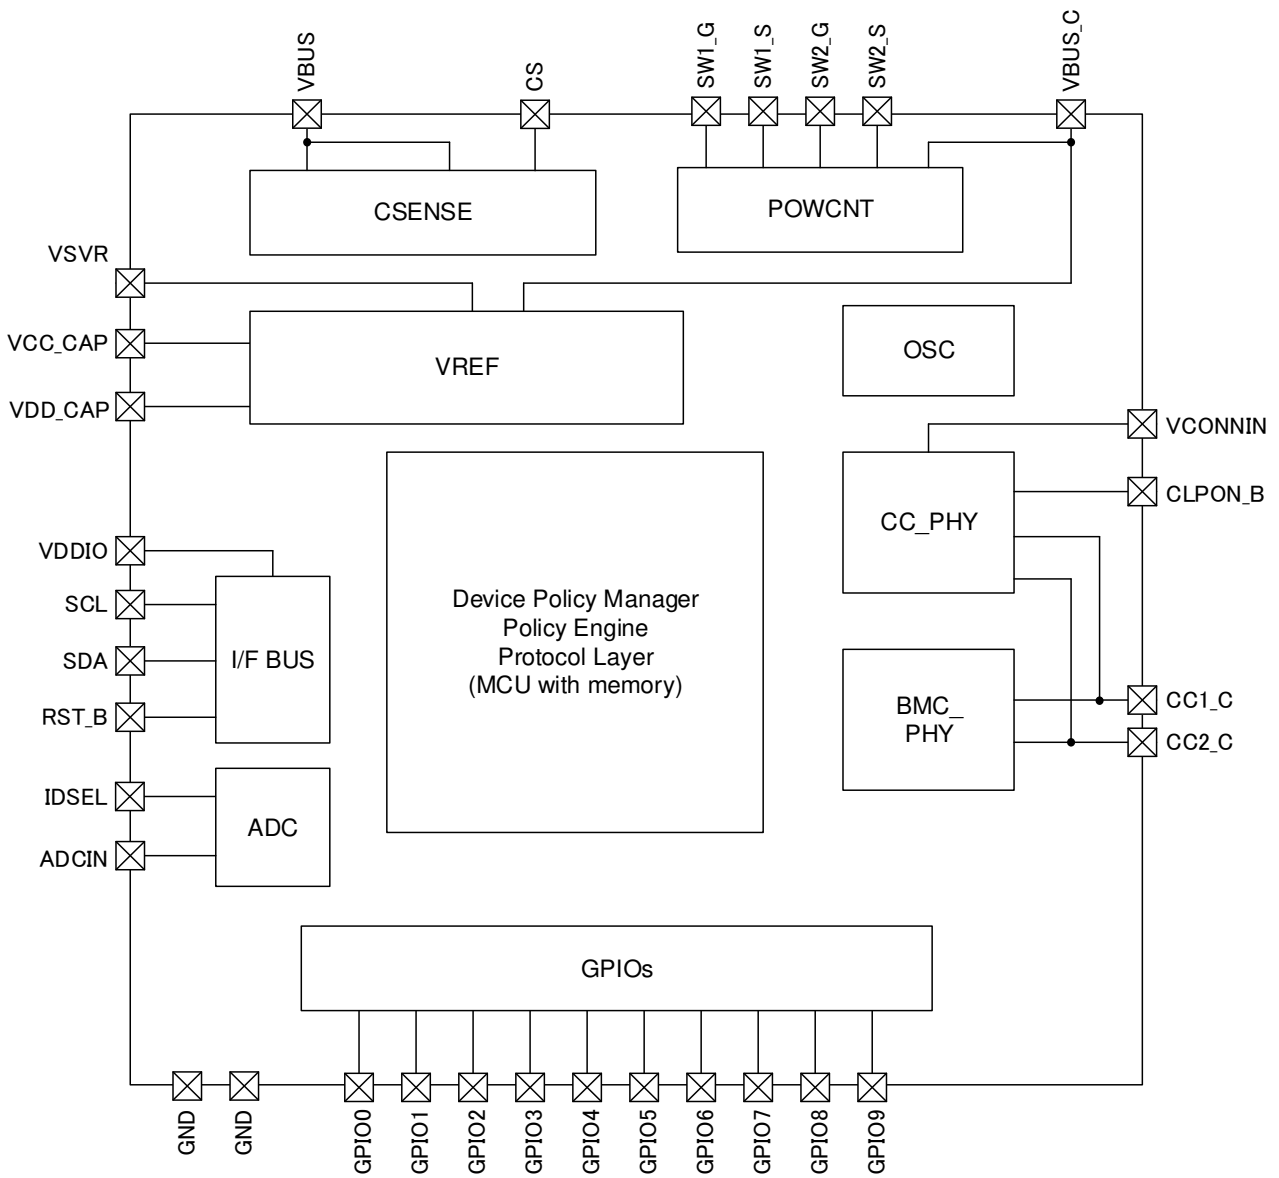 VBUS
CS
SW1_G
SW1_S
SW2_G
SW2_S
VBUS_C
CSENSE
POWCNT
VSVR
VCC_CAP
VDD_CAP
VREF
OSC
VCONNIN
CLPON_B
CC_PHY
VDDIO
SCL
SDA
RST_B
I/F BUS
Device Policy Manager
Policy Engine
Protocol Layer
(MCU with memory)
BMC_
PHY
CC1_C
CC2_C
IDSEL
ADCIN
ADC
GPIOs
GND
GND
GPIO0
GPIO1
GPIO2
GPIO3
GPIO4
GPIO5
GPIO6
GPIO7
GPIO8
GPIO9